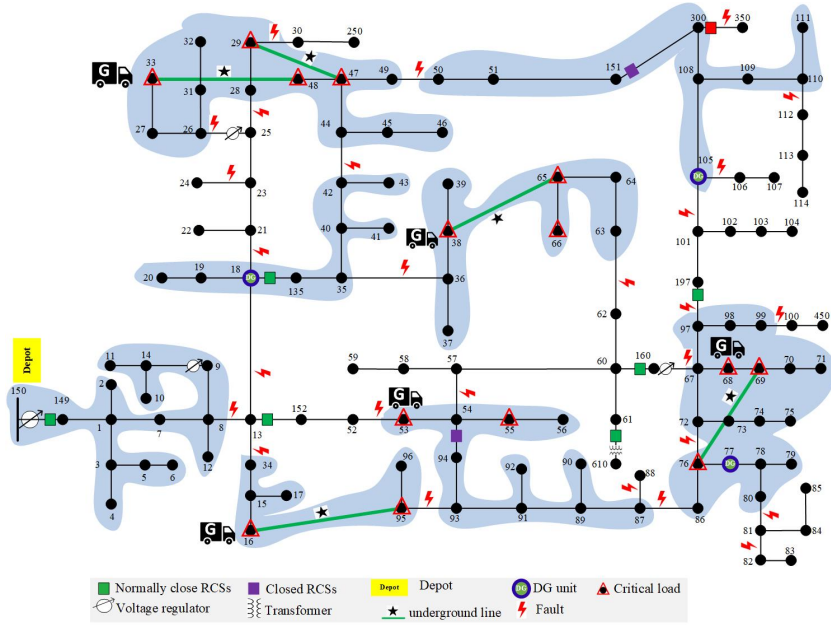 300 350 111
32 29 30 250
33 G
48 47 49 50 51 151 108 109 110
31 28
112
27 26 25 44 45 46
113
105 DG 106 107
114
24 23 42 43 39 65 64
22 21 40 41 G 38 66 63 101 102 103 104
20 19 18 DG 135 35 36 197
62
37 97 98 99 100 450
Depot
11 14 9 59 58 57 60 160 67 G 68 69 70 71
2 10
150 149 G
1 7 8 13 152 52 53 54 55 56 61 72 73 74 75
12 34 94 610
3 5 6 96 92 90 88 76 77 DG 78 79
4 15 17 80 85
G 16 95 93 91 89 87 86 81 84
82 83
Normally close RCSs Closed RCSs Depot Depot DG DG unit Critical load
Voltage regulator Transformer underground line Fault